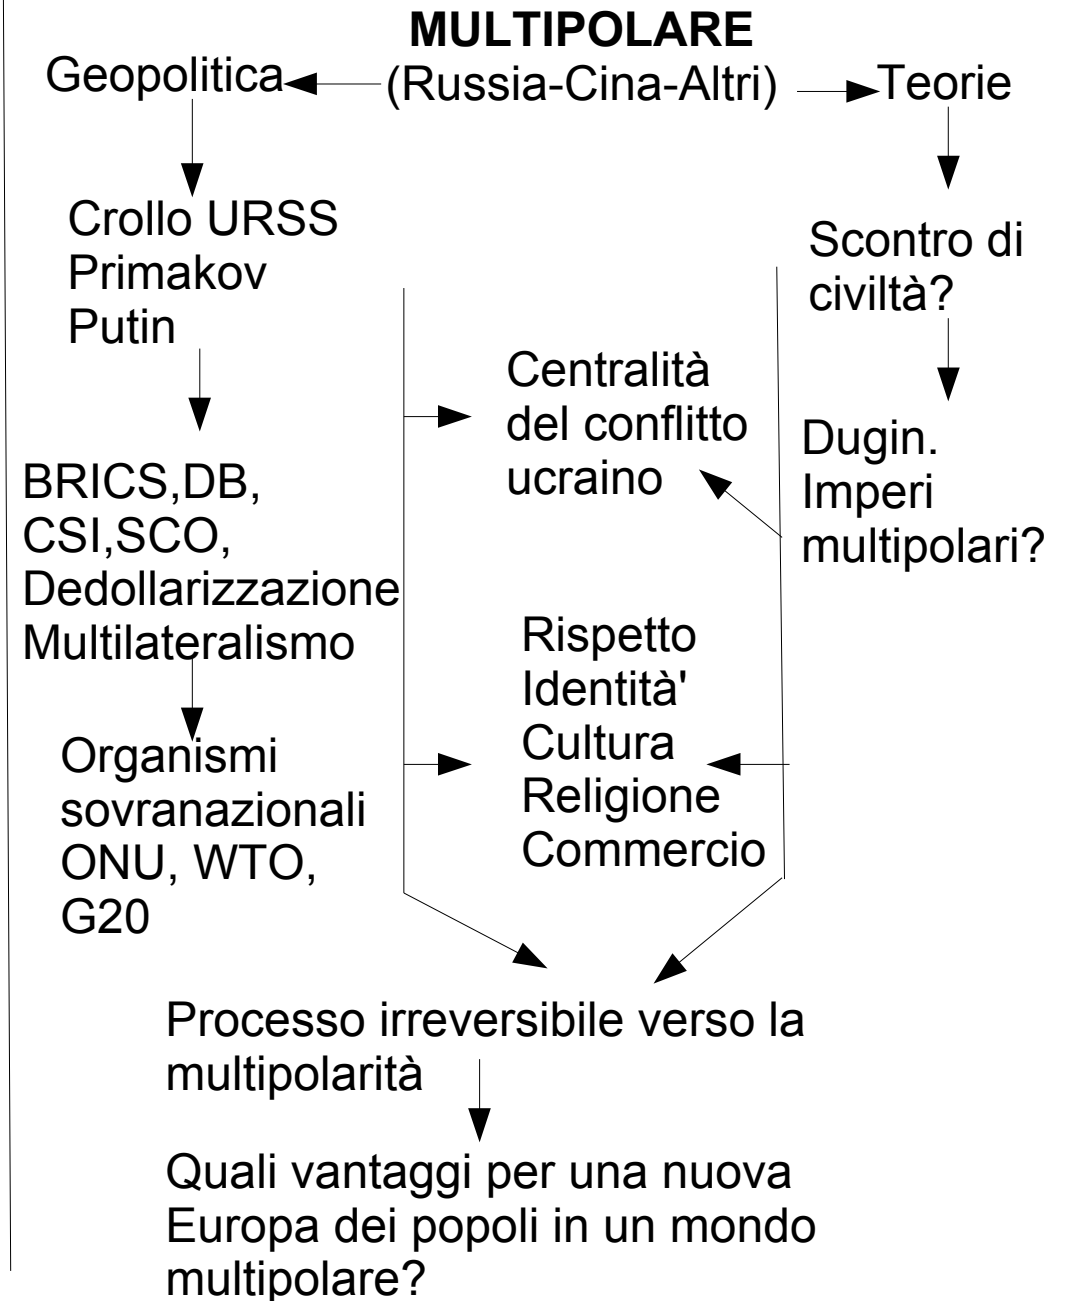 MULTIPOLARE
Geopolitica
(Russia-Cina-Altri)
Teorie
Crollo URSS
Primakov
Putin
BRICS,DB,
CSI,SCO,
Dedollarizzazione
Multilateralismo
Organismi
sovranazionali
ONU, WTO,
G20
Centralità
del conflitto
ucraino
Rispetto
Identità'
Cultura
Religione
Commercio
Scontro di
civiltà?
Dugin.
Imperi
multipolari?
Processo irreversibile verso la
multipolarità
Quali vantaggi per una nuova
Europa dei popoli in un mondo
multipolare?